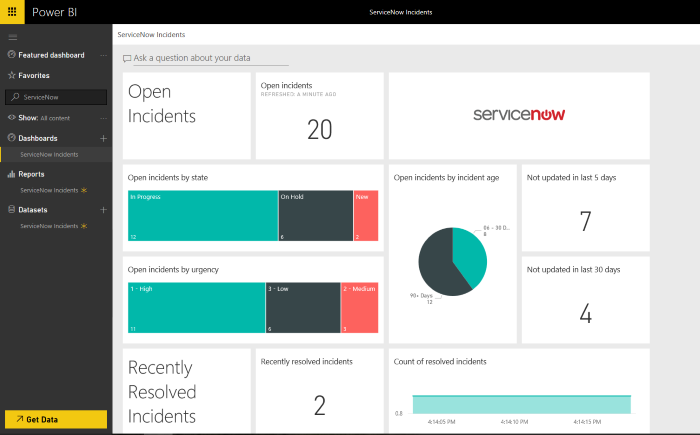 Power BI
ServiceNow Incidents
Featured dashboard
Favorites
ServiceNow
Show: All content
Dashboards
ServiceNow Incidents
Reports
ServiceNow Incidents
Datasets
ServiceNow Incidents
Get Data
ServiceNow Incidents
Ask a question about your data
Open
Incidents
Open incidents
REFRESHED: A MINUTE AGO
20
servicenow
Open incidents by state
In Progress
12
On Hold
6
New
2
Open incidents by incident age
06 - 30 D...
8
90+ Days
12
Not updated in last 5 days
7
Open incidents by urgency
1 - High
11
3 - Low
6
2 - Medium
3
Not updated in last 30 days
4
Recently
Resolved
Incidents
Recently resolved incidents
2
Count of resolved incidents
0.8
4:14:05 PM
4:14:10 PM
4:14:15 PM